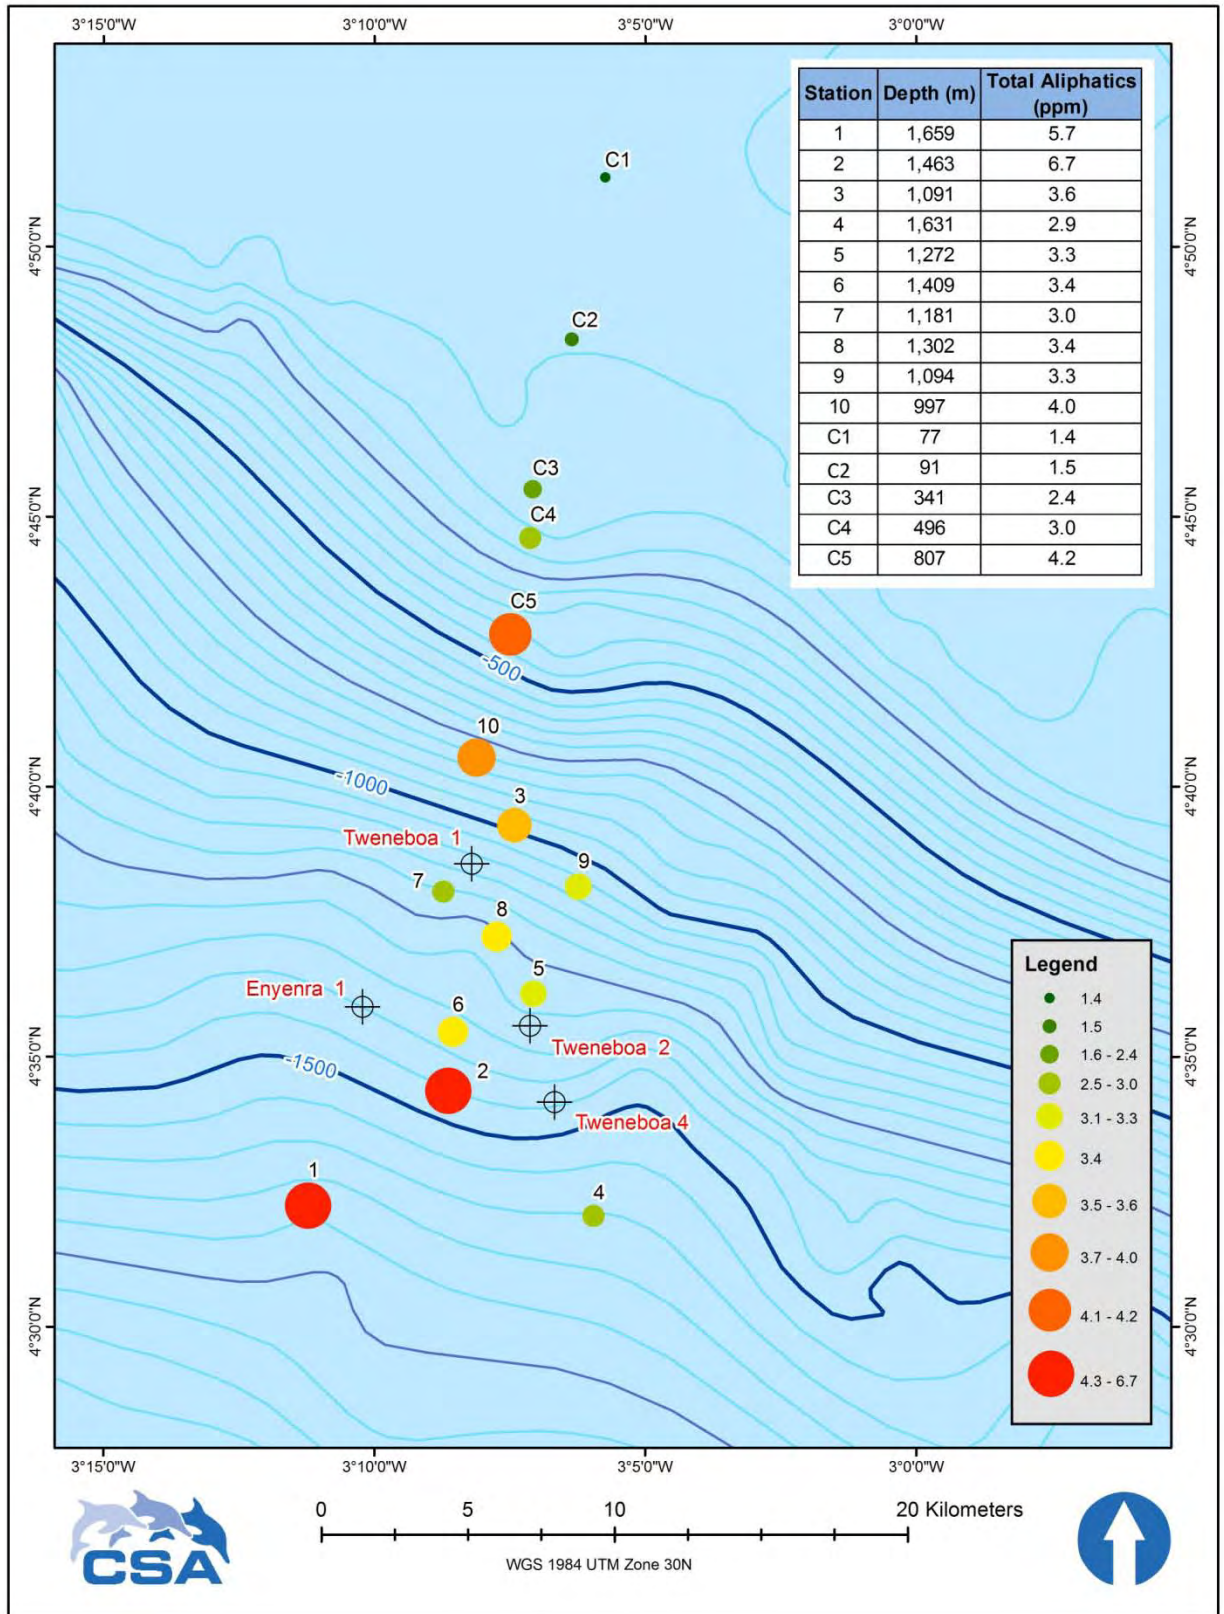 3°15'0"W 3°10'0"W 3°5'0"W 3°0'0"W
Station Depth (m) Total Aliphatics (ppm)
1 1,659 5.7
2 1,463 6.7
3 1,091 3.6
4 1,631 2.9
5 1,272 3.3
6 1,409 3.4
7 1,181 3.0
8 1,302 3.4
9 1,094 3.3
10 997 4.0
C1 77 1.4
C2 91 1.5
C3 341 2.4
C4 496 3.0
C5 807 4.2
C1
4°50'0"N 4°50'0"N
C2
C3
4°45'0"N 4°45'0"N
C4
C5
-500
10
4°40'0"N 4°40'0"N
-1000
3
Tweneboa 1
9
7
8
5
Enyenra 1
6
Tweneboa 2
4°35'0"N 4°35'0"N
-1500
2
Tweneboa 4
1
4
4°30'0"N 4°30'0"N
Legend
1.4
1.5
1.6 - 2.4
2.5 - 3.0
3.1 - 3.3
3.4
3.5 - 3.6
3.7 - 4.0
4.1 - 4.2
4.3 - 6.7
3°15'0"W 3°10'0"W 3°5'0"W 3°0'0"W
CSA
0 5 10 20 Kilometers
WGS 1984 UTM Zone 30N